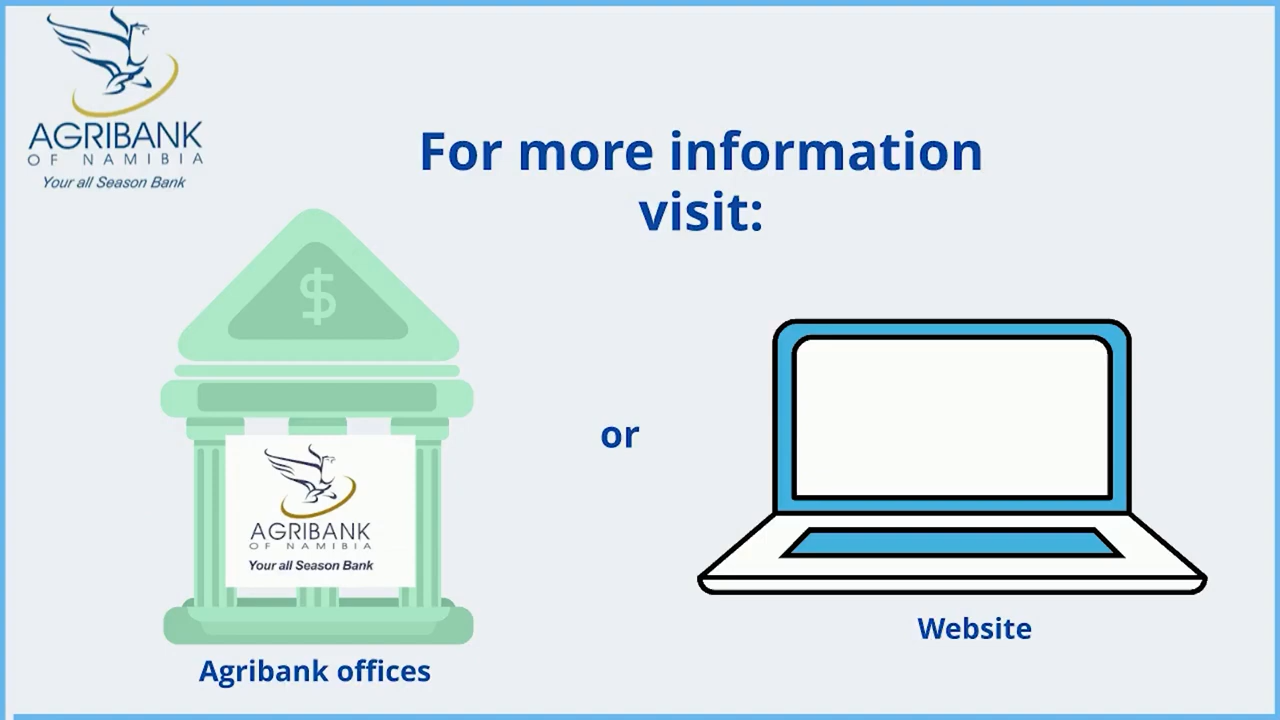 AGRIBANK
OF NAMIBIA
Your all Season Bank
For more information
visit:
$
AGRIBANK
OF NAMIBIA
Your all Season Bank
or
Website
Agribank offices